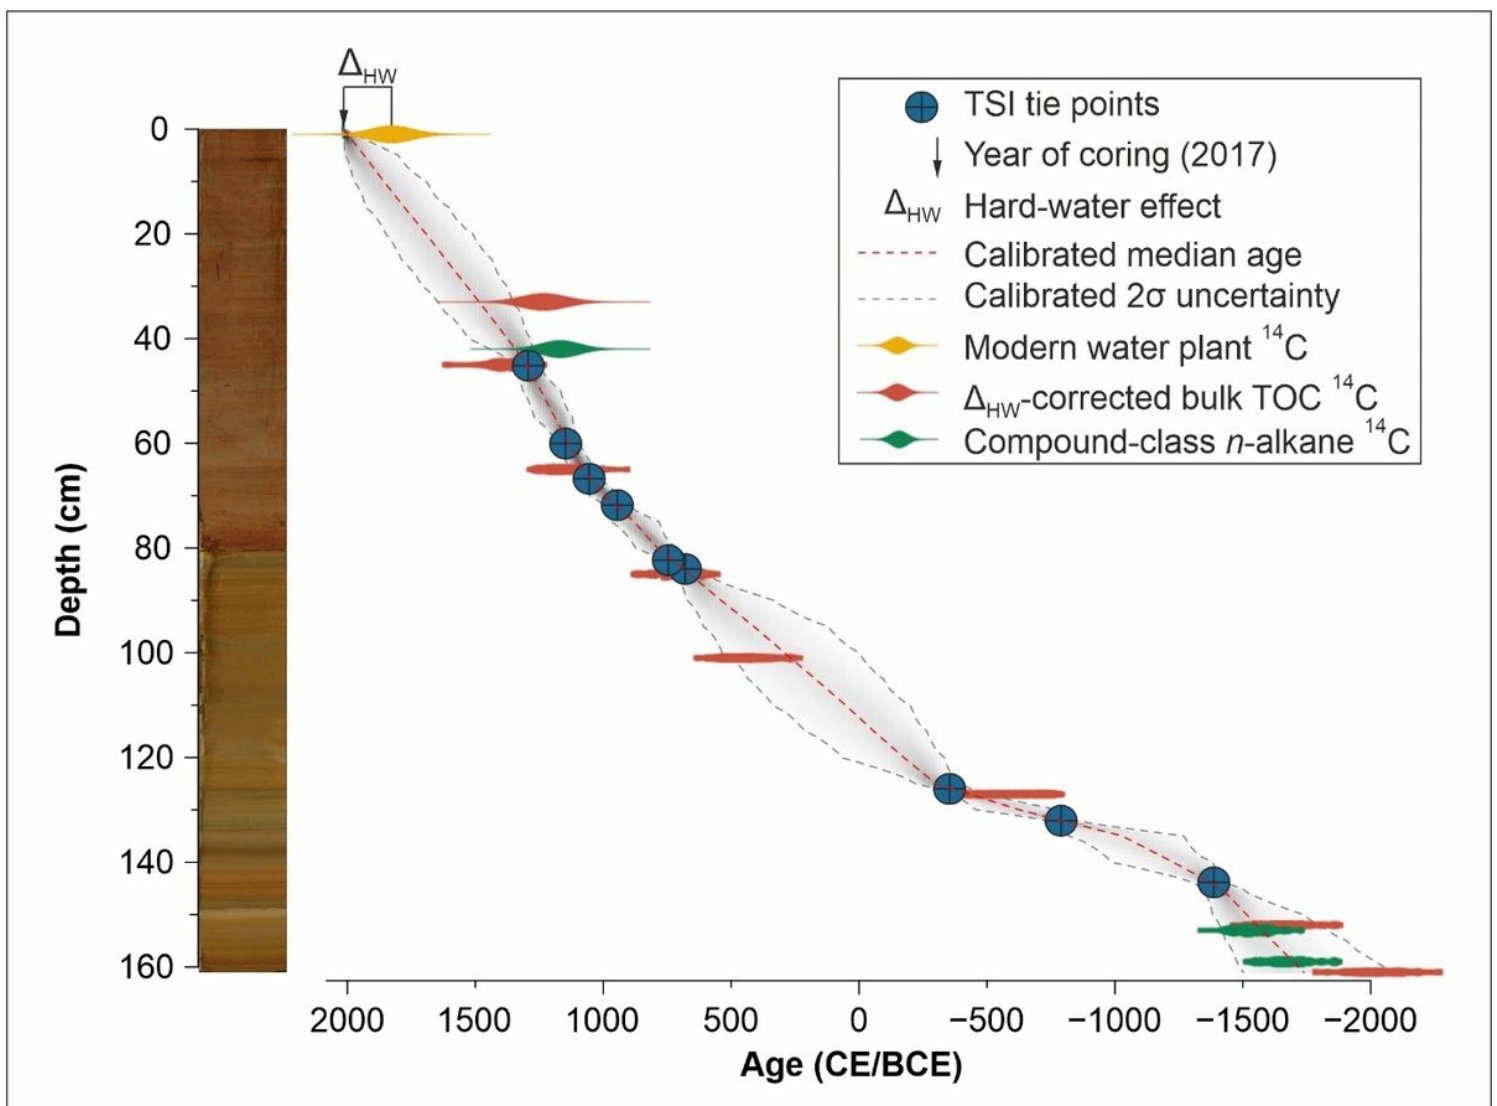 ΔHW
TSI tie points
Year of coring (2017)
ΔHW Hard-water effect
Calibrated median age
Calibrated 2σ uncertainty
Modern water plant 14C
ΔHW-corrected bulk TOC 14C
Compound-class n-alkane 14C
Depth (cm)
0
20
40
60
80
100
120
140
160
2000 1500 1000 500 0 −500 −1000 −1500 −2000
Age (CE/BCE)